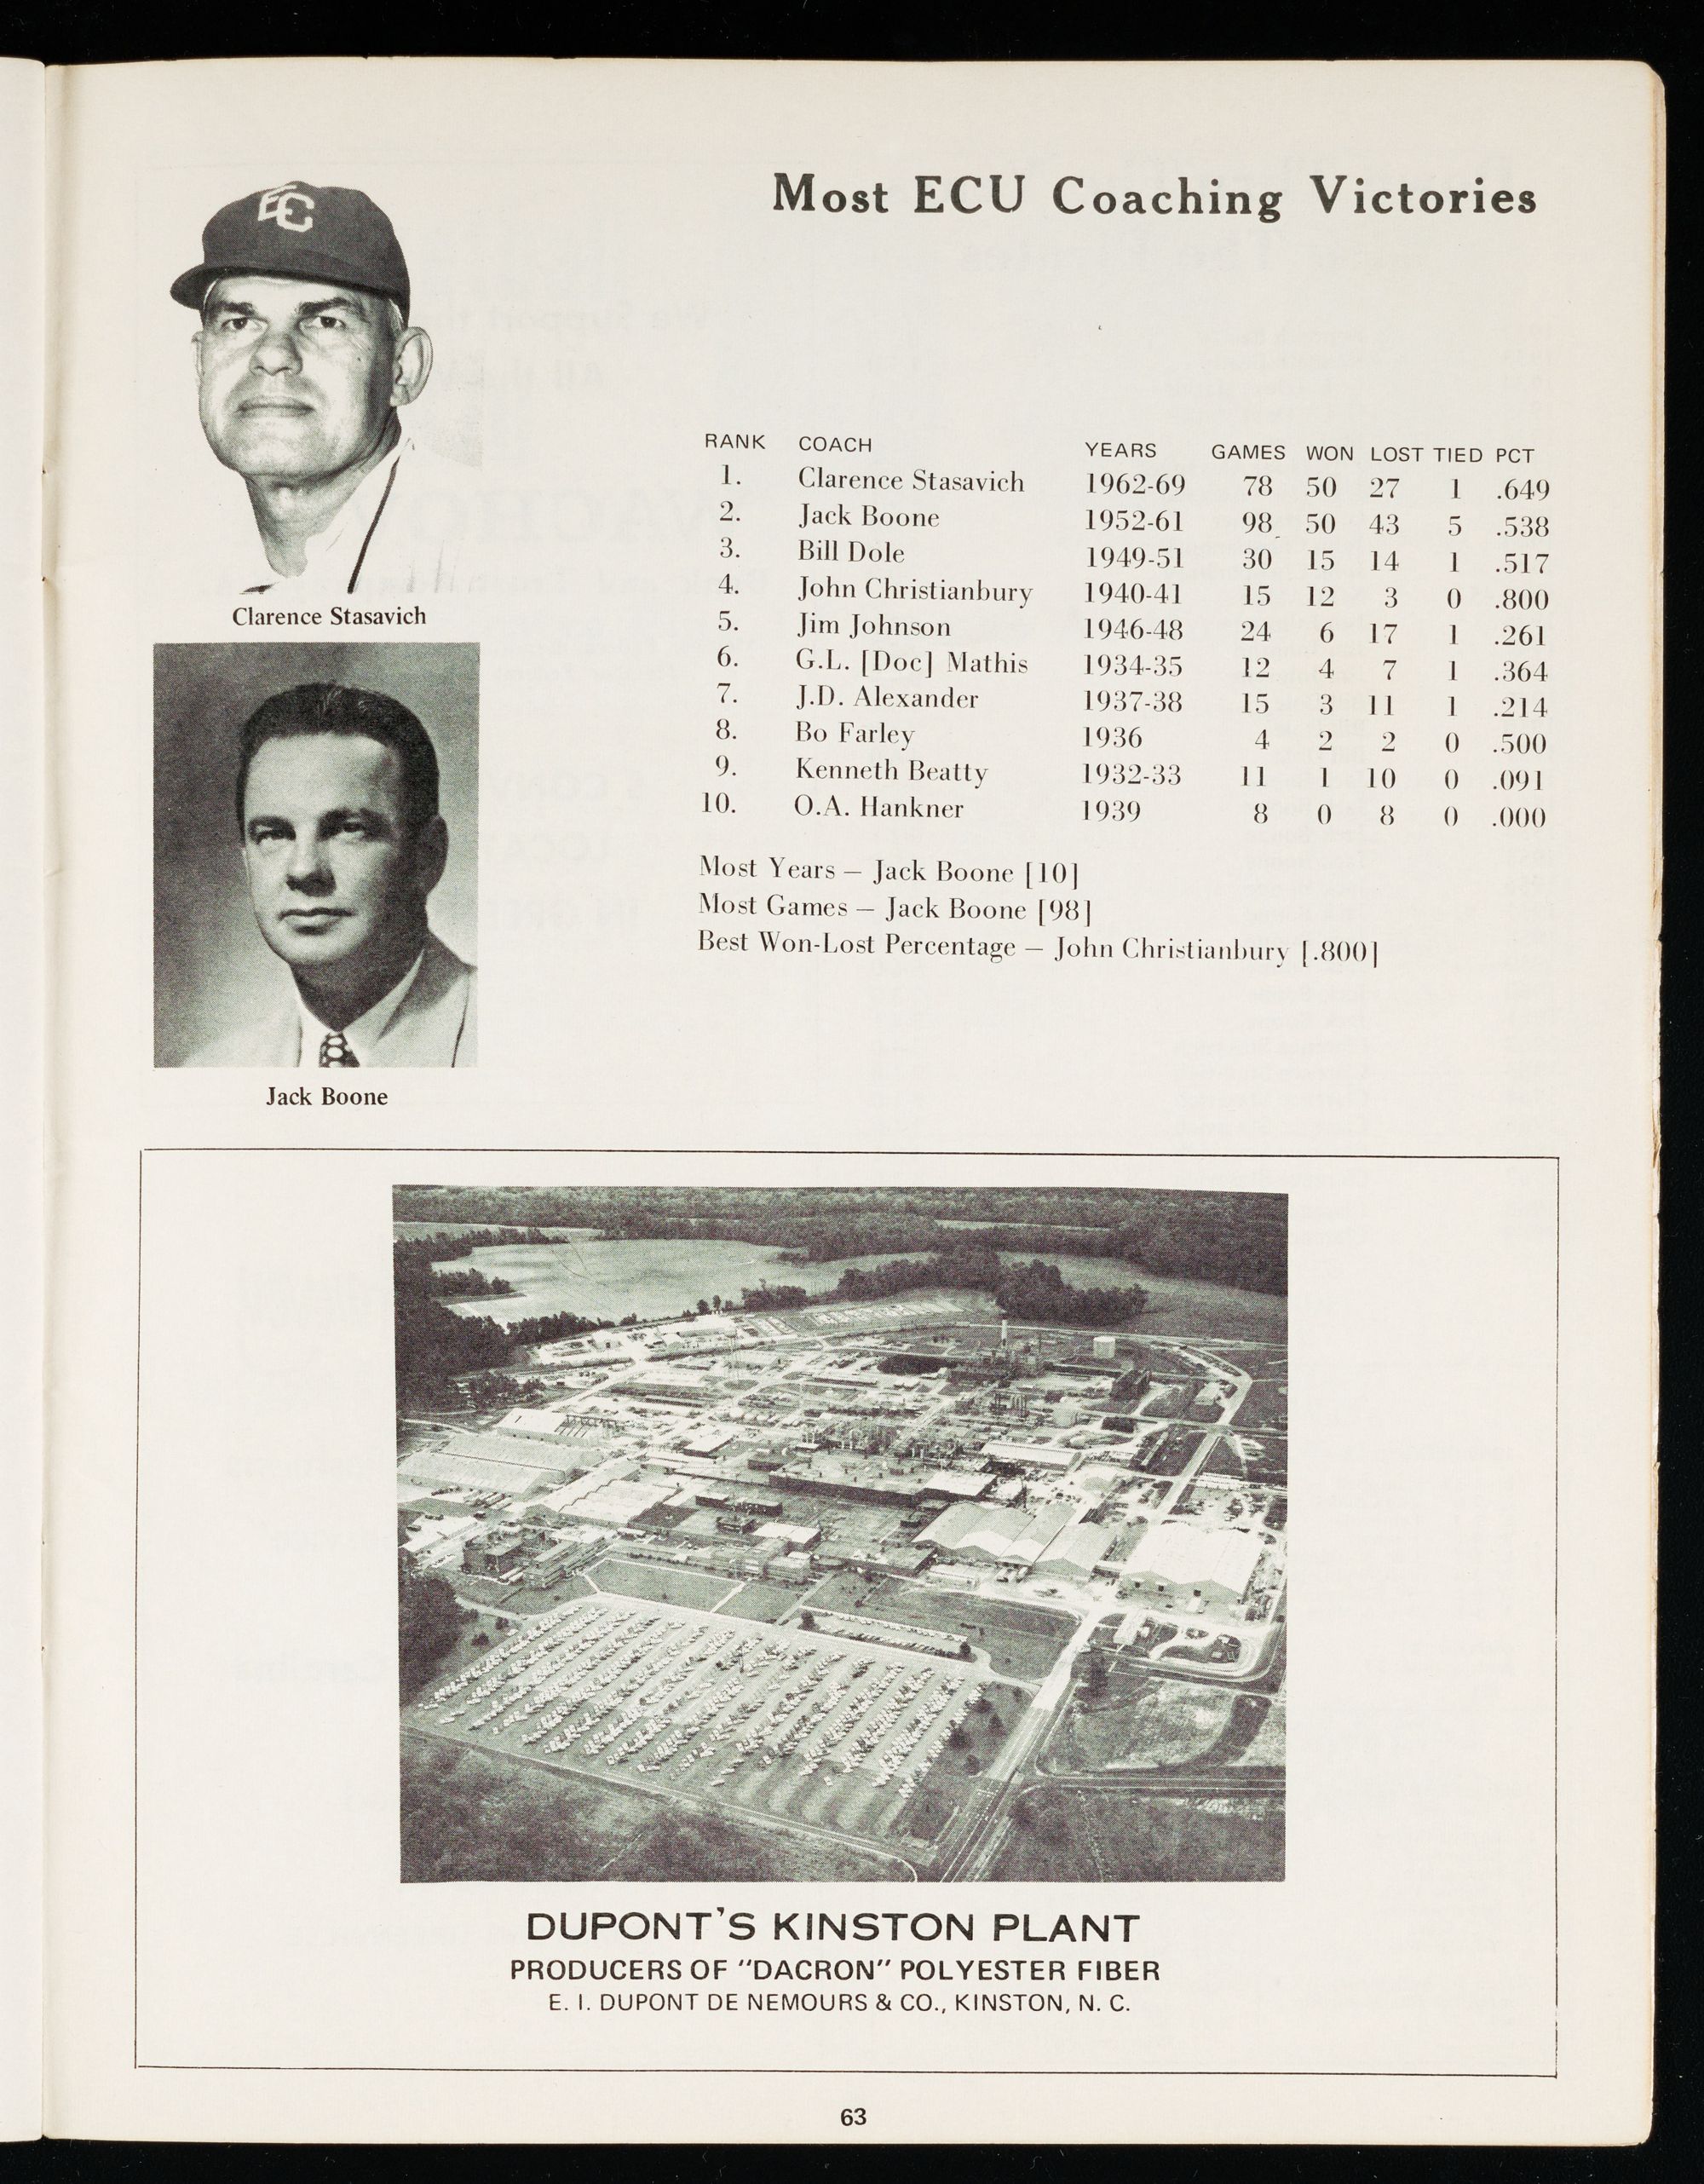 Most ECU Coaching Victories
EC
Clarence Stasavich
Jack Boone
RANK COACH YEARS GAMES WON LOST TIED PCT
1. Clarence Stasavich 1962-69 78 50 27 1 .649
2. Jack Boone 1952-61 98 50 43 5 .538
3. Bill Dole 1949-51 30 15 14 1 .517
4. John Christianbury 1940-41 15 12 3 0 .800
5. Jim Johnson 1946-48 24 6 17 1 .261
6. G.L. [Doc] Mathis 1934-35 12 4 7 1 .364
7. J.D. Alexander 1937-38 15 3 11 1 .214
8. Bo Farley 1936 4 2 2 0 .500
9. Kenneth Beatty 1932-33 11 1 10 0 .091
10. O.A. Hankner 1939 8 0 8 0 .000
Most Years — Jack Boone [10]
Most Games — Jack Boone [98]
Best Won-Lost Percentage — John Christianbury [.800]
DUPONT'S KINSTON PLANT
PRODUCERS OF "DACRON" POLYESTER FIBER
E. I. DUPONT DE NEMOURS & CO., KINSTON, N. C.
63